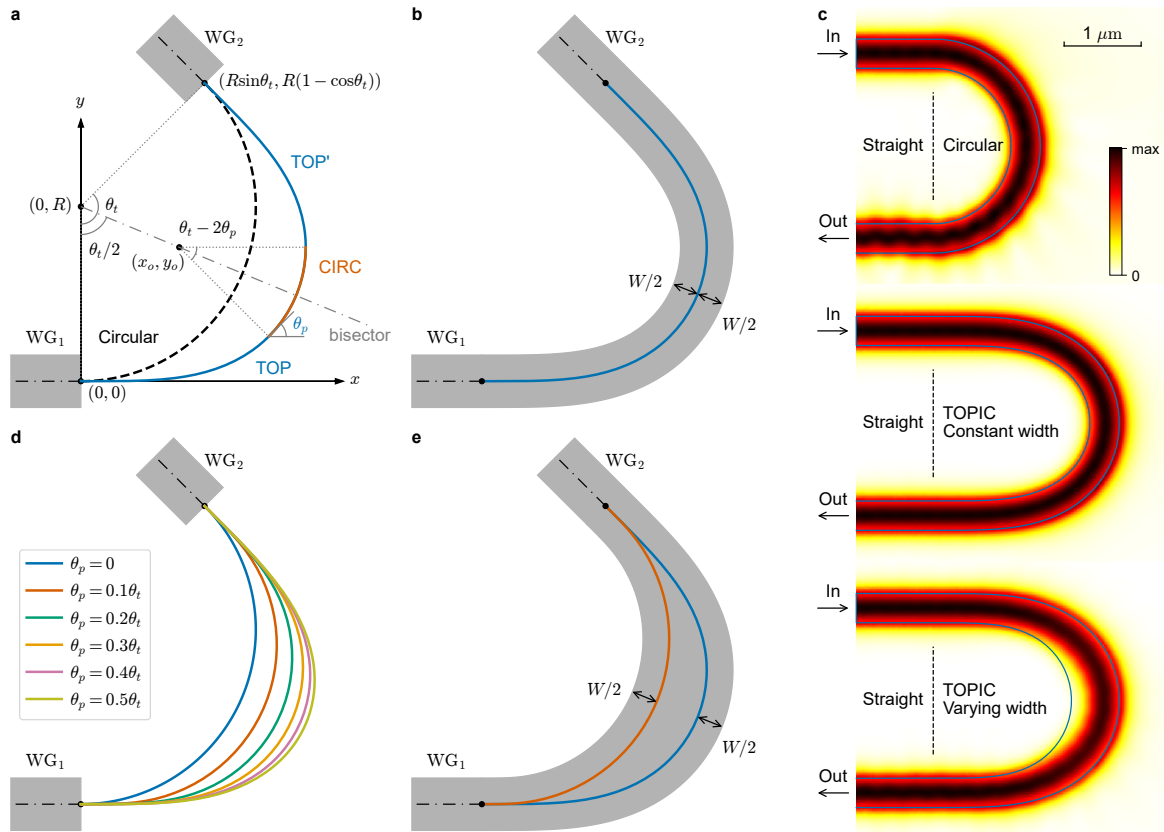 a
WG₂
(Rsinθₜ, R(1 − cosθₜ))
y
TOP'
(0, R)
θₜ
θₜ/2
θₜ − 2θₚ
(xₒ, yₒ)
CIRC
θₚ
bisector
WG₁
Circular
TOP
x
(0, 0)
b
WG₂
W/2
W/2
WG₁
c
In
1 μm
Straight
Circular
max
0
Out
In
Straight
TOPIC
Constant width
Out
In
Straight
TOPIC
Varying width
Out
d
WG₂
θₚ = 0
θₚ = 0.1θₜ
θₚ = 0.2θₜ
θₚ = 0.3θₜ
θₚ = 0.4θₜ
θₚ = 0.5θₜ
WG₁
e
WG₂
W/2
W/2
WG₁